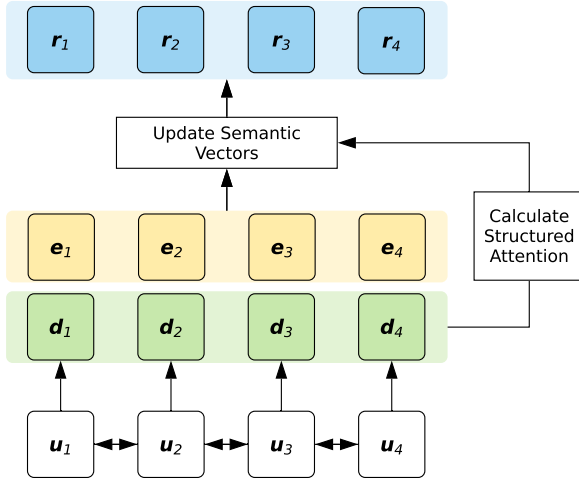 r1 r2 r3 r4
Update Semantic
Vectors
Calculate
Structured
Attention
e1 e2 e3 e4
d1 d2 d3 d4
u1 u2 u3 u4